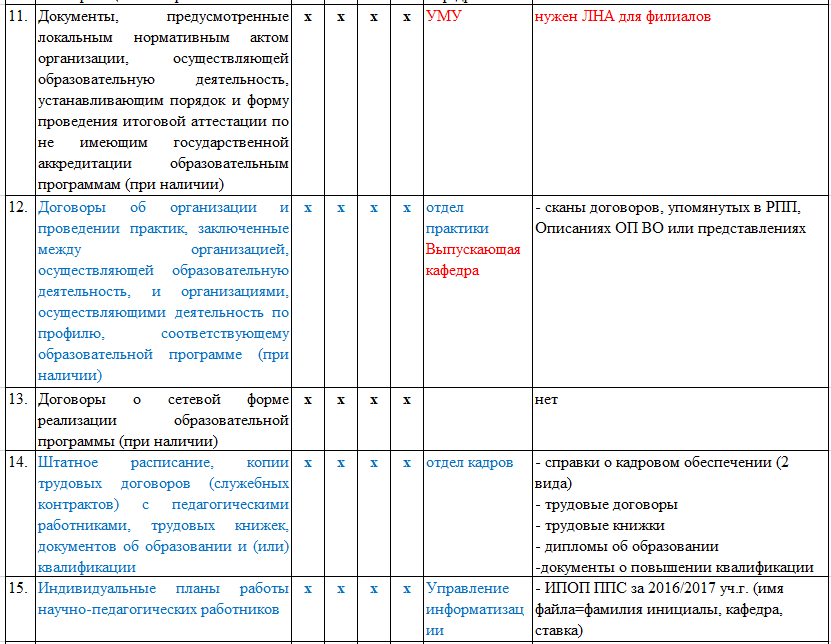 11. Документы, предусмотренные х х х х УМУ нужен ЛНА для филиалов
локальным нормативным актом
организации, осуществляющей
образовательную деятельность,
устанавливающим порядок и форму
проведения итоговой аттестации по
не имеющим государственной
аккредитации образовательным
программам (при наличии)
12. Договоры об организации и х х х х отдел - сканы договоров, упомянутых в РПП,
проведении практик, заключенные практики Описаниях ОП ВО или представлениях
между организацией, Выпускающая
осуществляющей образовательную кафедра
деятельность, и организациями,
осуществляющими деятельность по
профилю, соответствующему
образовательной программе (при
наличии)
13. Договоры о сетевой форме х х х х нет
реализации образовательной
программы (при наличии)
14. Штатное расписание, копии х х х х отдел кадров - справки о кадровом обеспечении (2
трудовых договоров (служебных вида)
контрактов) с педагогическими - трудовые договоры
работниками, трудовых книжек, - трудовые книжки
документов об образовании и (или) - дипломы об образовании
квалификации -документы о повышении квалификации
15. Индивидуальные планы работы х х х х Управление - ИПОП ППС за 2016/2017 уч.г. (имя
научно-педагогических работников информатизац файла=фамилия инициалы, кафедра,
ии ставка)